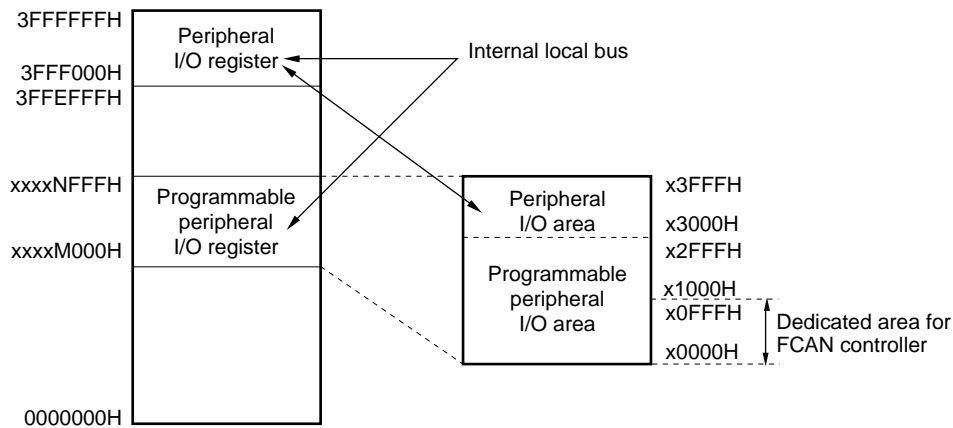 3FFFFFFH
Peripheral
I/O register
Internal local bus
3FFF000H
3FFEFFFH
xxxxNFFFH
Programmable
peripheral
I/O register
xxxxM000H
Peripheral
I/O area
x3FFFH
x3000H
x2FFFH
Programmable
peripheral
I/O area
x1000H
x0FFFH
x0000H
Dedicated area for
FCAN controller
0000000H